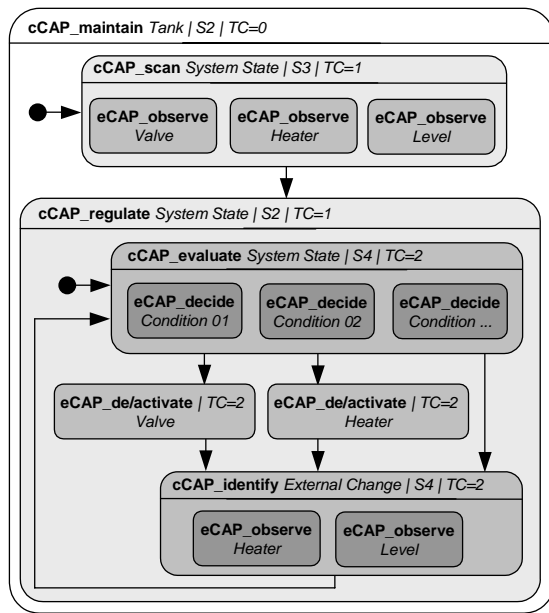 cCAP_maintain Tank | S2 | TC=0
cCAP_scan System State | S3 | TC=1
eCAP_observe
Valve
eCAP_observe
Heater
eCAP_observe
Level
cCAP_regulate System State | S2 | TC=1
cCAP_evaluate System State | S4 | TC=2
eCAP_decide
Condition 01
eCAP_decide
Condition 02
eCAP_decide
Condition ...
eCAP_de/activate | TC=2
Valve
eCAP_de/activate | TC=2
Heater
cCAP_identify External Change | S4 | TC=2
eCAP_observe
Heater
eCAP_observe
Level